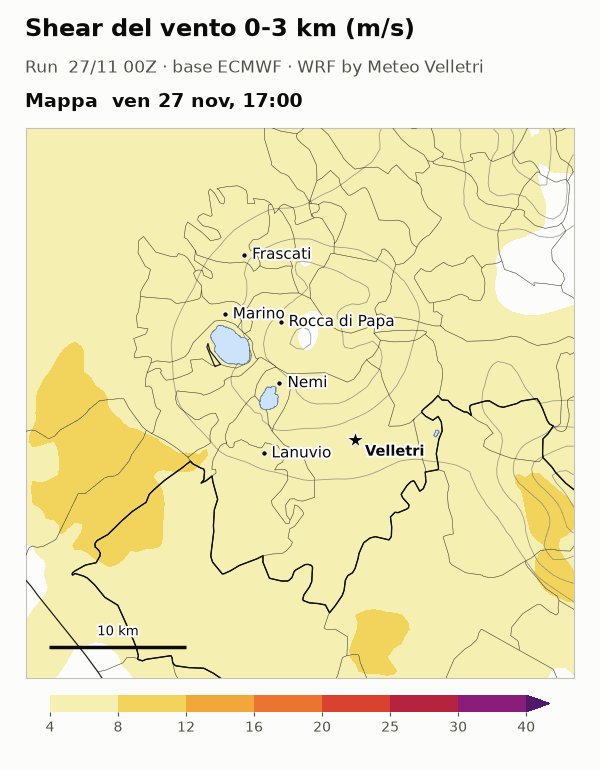 Shear del vento 0-3 km (m/s)
Run  27/11 00Z · base ECMWF · WRF by Meteo Velletri
Mappa  ven 27 nov, 17:00
Frascati
Marino
Rocca di Papa
Nemi
Velletri
Lanuvio
10 km
4 8 12 16 20 25 30 40